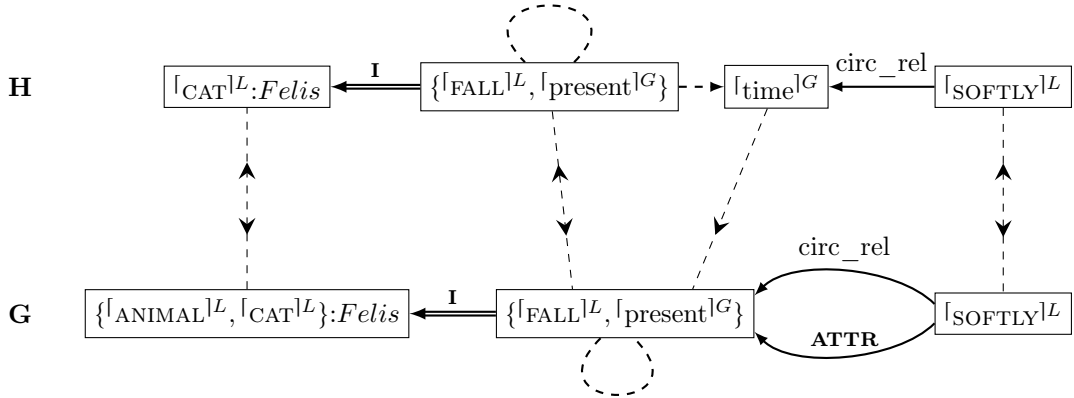 I circ_rel
H ⌈CAT⌉L:Felis {⌈FALL⌉L, ⌈present⌉G} ⌈time⌉G ⌈SOFTLY⌉L
circ_rel
I
G {⌈ANIMAL⌉L, ⌈CAT⌉L}:Felis {⌈FALL⌉L, ⌈present⌉G} ⌈SOFTLY⌉L
ATTR